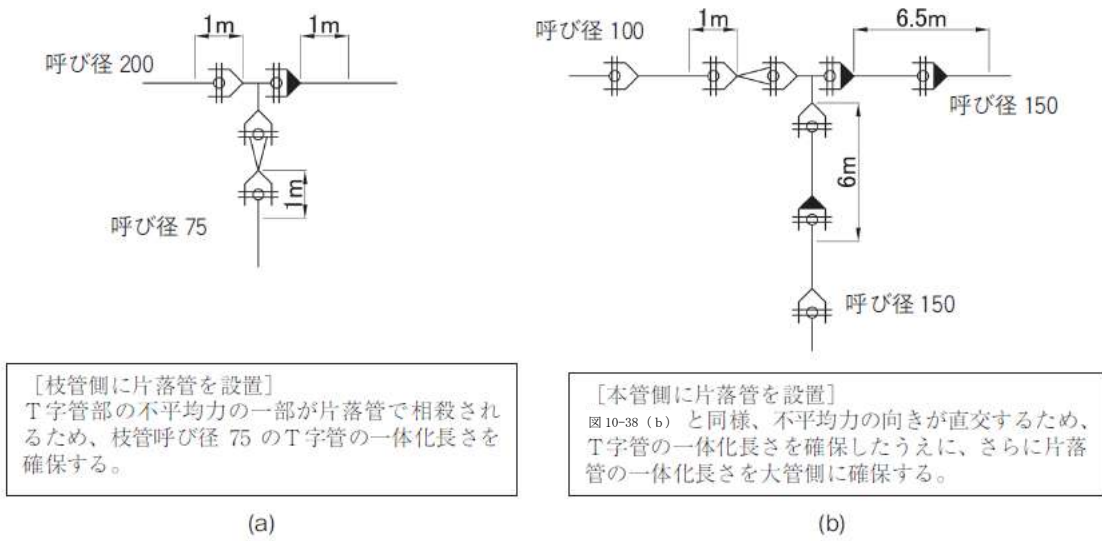 1m
1m
呼び径 200
1m
呼び径 75
[枝管側に片落管を設置]
T字管部の不平均力の一部が片落管で相殺され
るため、枝管呼び径 75 のT字管の一体化長さを
確保する。
(a)
呼び径 100
1m
6.5m
呼び径 150
6m
呼び径 150
[本管側に片落管を設置]
図 10-38 (b) と同様、不平均力の向きが直交するため、
T字管の一体化長さを確保したうえに、さらに片落
管の一体化長さを大管側に確保する。
(b)